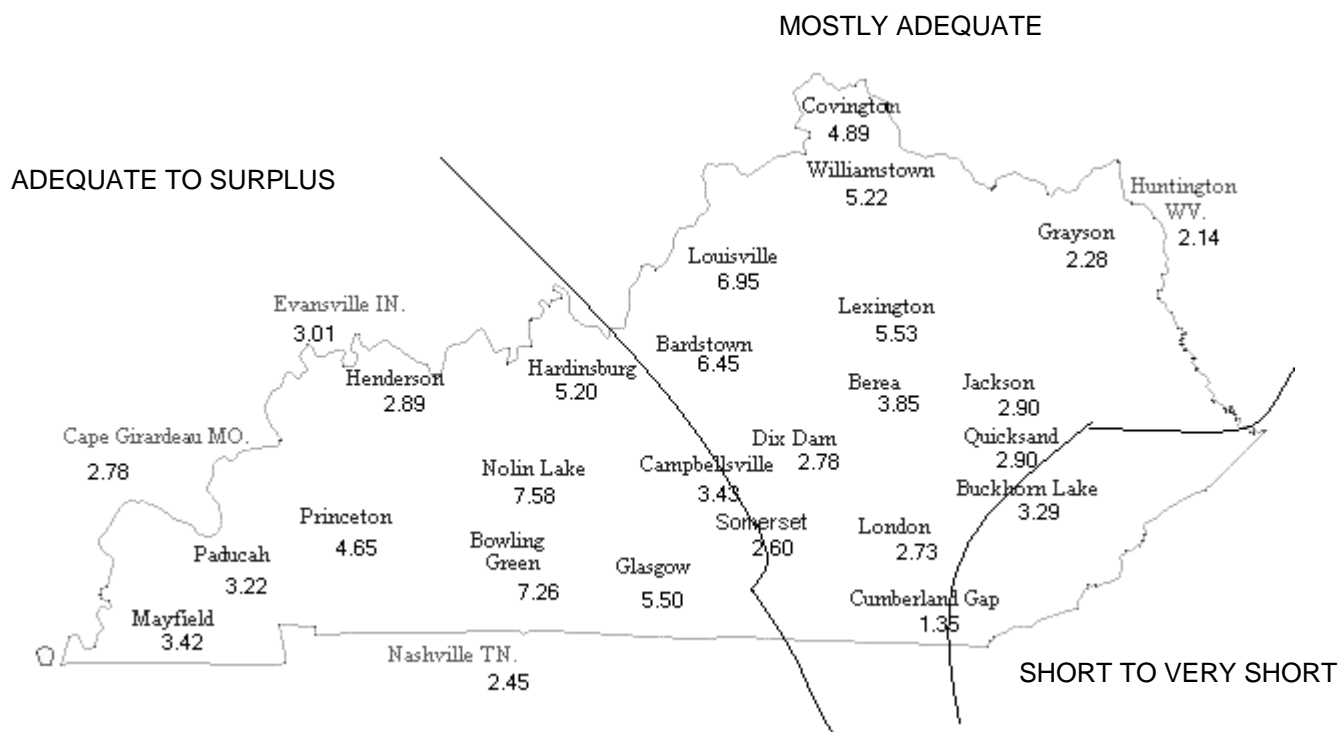 MOSTLY ADEQUATE
Covington
4.89
ADEQUATE TO SURPLUS
Williamstown
5.22
Huntington
WV.
2.14
Grayson
2.28
Louisville
6.95
Evansville IN.
3.01
Lexington
5.53
Bardstown
6.45
Hardinsburg
5.20
Henderson
2.89
Berea
3.85
Jackson
2.90
Cape Girardeau MO.
2.78
Dix Dam
2.78
Quicksand
2.90
Nolin Lake
7.58
Campbellsville
3.43
Buckhorn Lake
3.29
Princeton
4.65
Somerset
2.60
London
2.73
Paducah
3.22
Bowling
Green
7.26
Glasgow
5.50
Cumberland Gap
1.35
Mayfield
3.42
Nashville TN.
2.45
SHORT TO VERY SHORT